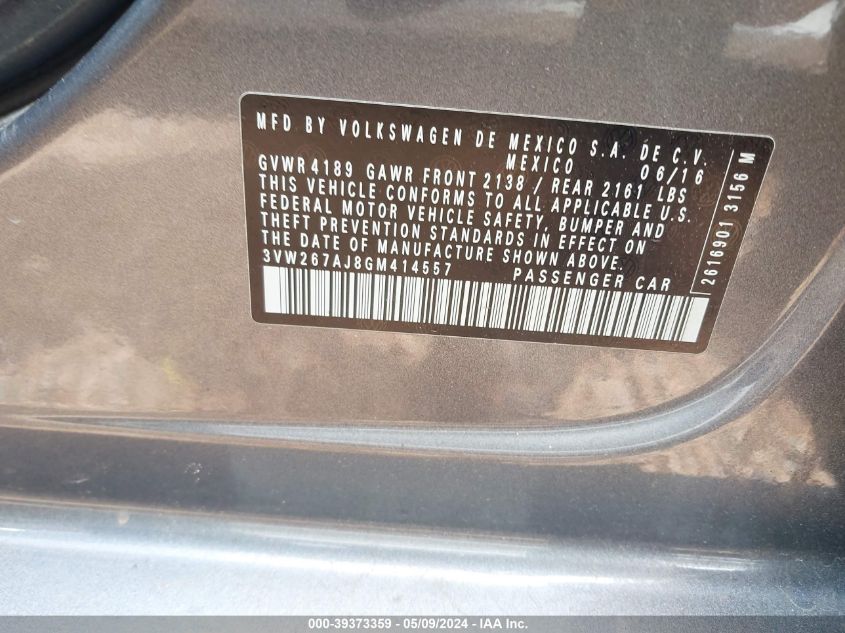 MFD BY VOLKSWAGEN DE MEXICO S.A. DE C.V.
MEXICO 06/16
GVWR 4189 GAWR FRONT 2138 / REAR 2161 LBS
THIS VEHICLE CONFORMS TO ALL APPLICABLE U.S.
FEDERAL MOTOR VEHICLE SAFETY, BUMPER AND
THEFT PREVENTION STANDARDS IN EFFECT ON
THE DATE OF MANUFACTURE SHOWN ABOVE.
3VW267AJ8GM414557 PASSENGER CAR
2616901 3156 M
000-39373359 - 05/09/2024 - IAA Inc.